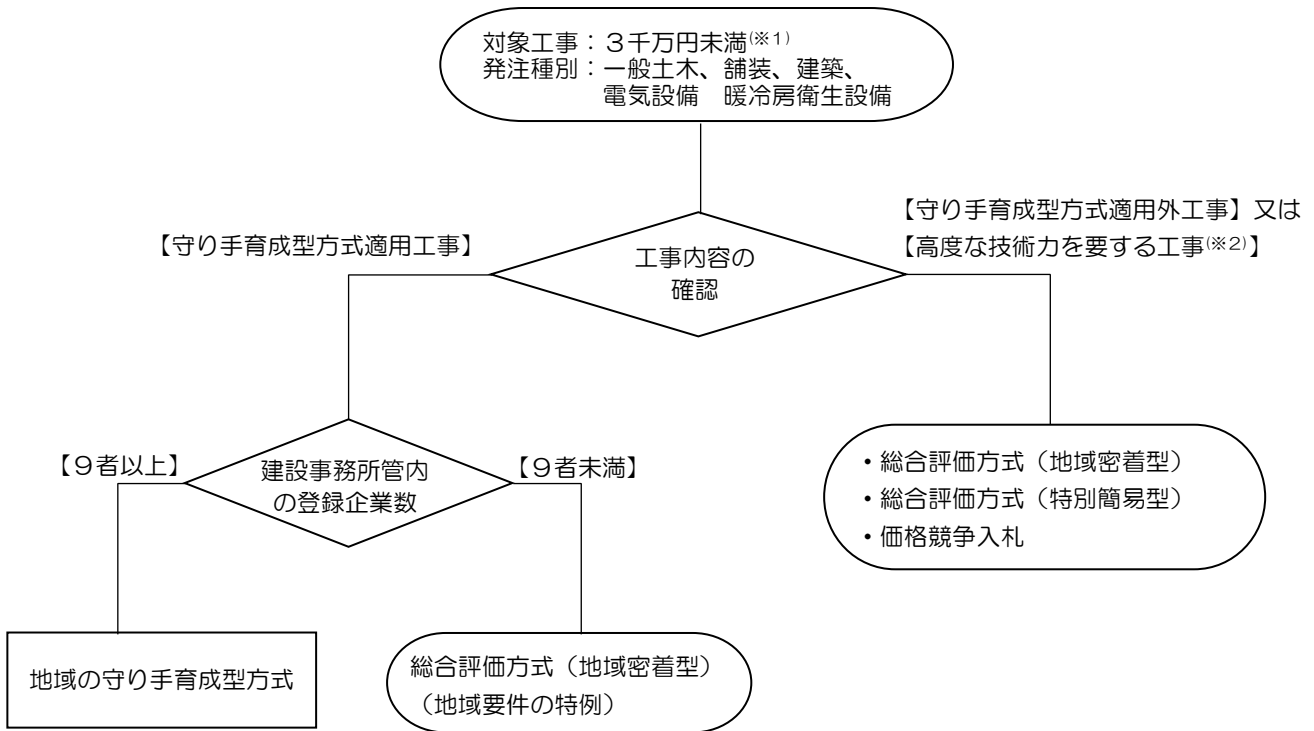 対象工事：３千万円未満(※1)
発注種別：一般土木、舗装、建築、
電気設備　暖冷房衛生設備
【守り手育成型方式適用外工事】又は
【高度な技術力を要する工事(※2)】
【守り手育成型方式適用工事】
工事内容の
確認
【９者以上】
建設事務所管内
の登録企業数
【９者未満】
・総合評価方式（地域密着型）
・総合評価方式（特別簡易型）
・価格競争入札
地域の守り手育成型方式
総合評価方式（地域密着型）
（地域要件の特例）